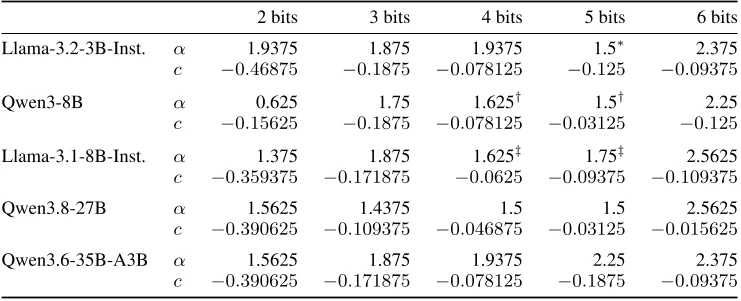 2 bits 3 bits 4 bits 5 bits 6 bits
Llama-3.2-3B-Inst. α 1.9375 1.875 1.9375 1.5* 2.375
c −0.46875 −0.1875 −0.078125 −0.125 −0.09375
Qwen3-8B α 0.625 1.75 1.625† 1.5† 2.25
c −0.15625 −0.1875 −0.078125 −0.03125 −0.125
Llama-3.1-8B-Inst. α 1.375 1.875 1.625‡ 1.75‡ 2.5625
c −0.359375 −0.171875 −0.0625 −0.09375 −0.109375
Qwen3.8-27B α 1.5625 1.4375 1.5 1.5 2.5625
c −0.390625 −0.109375 −0.046875 −0.03125 −0.015625
Qwen3.6-35B-A3B α 1.5625 1.875 1.9375 2.25 2.375
c −0.390625 −0.171875 −0.078125 −0.1875 −0.09375